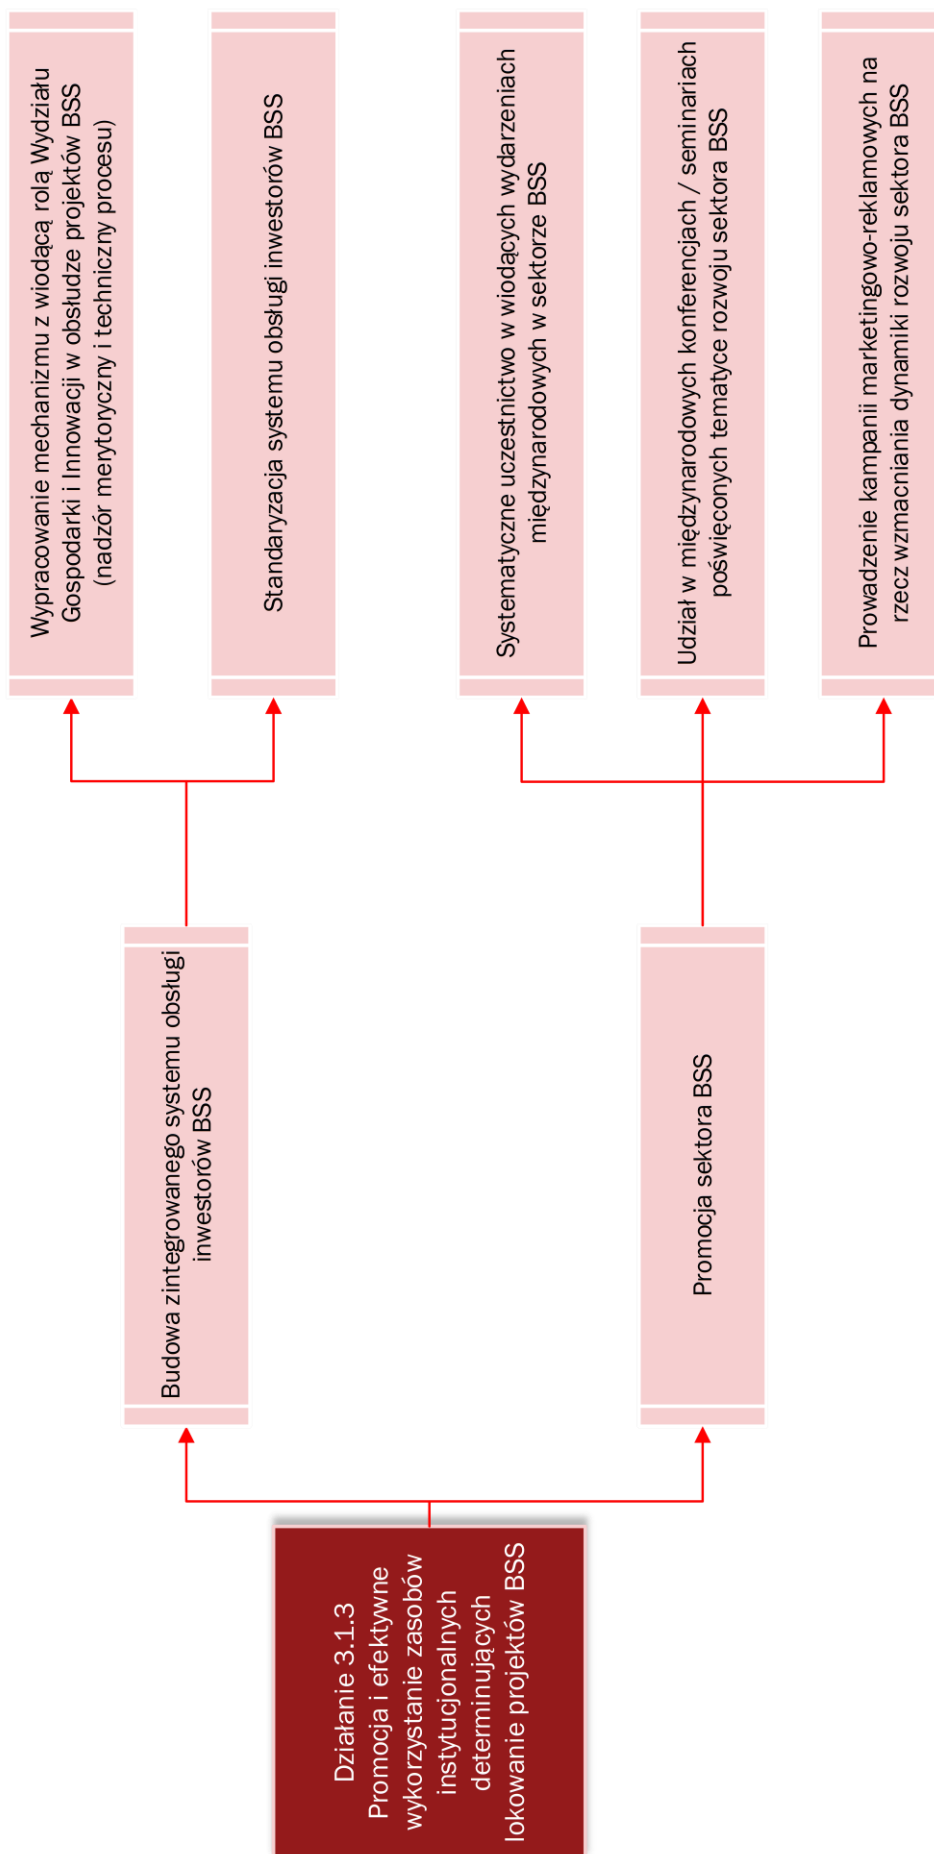 Działanie 3.1.3
Promocja i efektywne
wykorzystanie zasobów
instytucjonalnych
determinujących
lokowanie projektów BSS
Budowa zintegrowanego systemu obsługi
inwestorów BSS
Wypracowanie mechanizmu z wiodącą rolą Wydziału
Gospodarki i Innowacji w obsłudze projektów BSS
(nadzór merytoryczny i techniczny procesu)
Standaryzacja systemu obsługi inwestorów BSS
Promocja sektora BSS
Systematyczne uczestnictwo w wiodących wydarzeniach
międzynarodowych w sektorze BSS
Udział w międzynarodowych konferencjach / seminariach
poświęconych tematyce rozwoju sektora BSS
Prowadzenie kampanii marketingowo-reklamowych na
rzecz wzmacniania dynamiki rozwoju sektora BSS